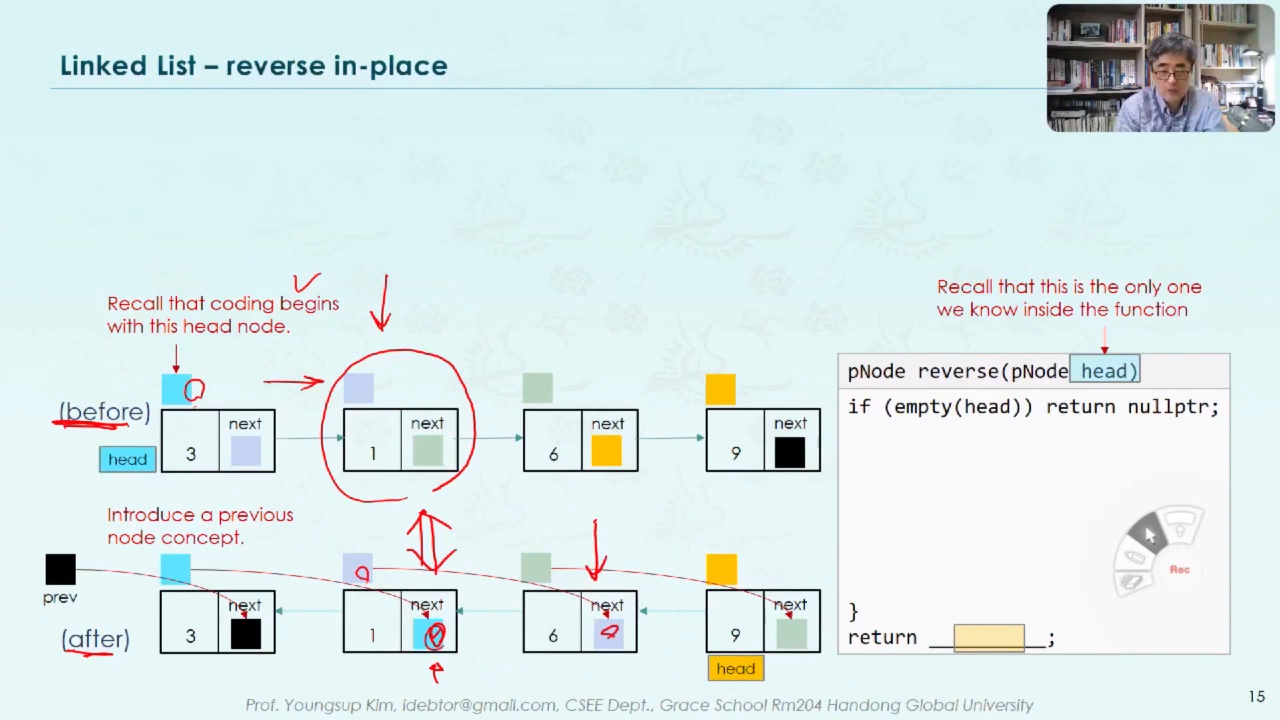 Linked List – reverse in-place
Recall that coding begins
with this head node.
Recall that this is the only one
we know inside the function
(before)
head
3
next
1
next
6
next
9
next
pNode reverse(pNode head)
if (empty(head)) return nullptr;
}
return ________;
Rec
Introduce a previous
node concept.
prev
(after)
3
next
1
next
6
next
9
next
head
Prof. Youngsup Kim, idebtor@gmail.com, CSEE Dept., Grace School Rm204 Handong Global University
15